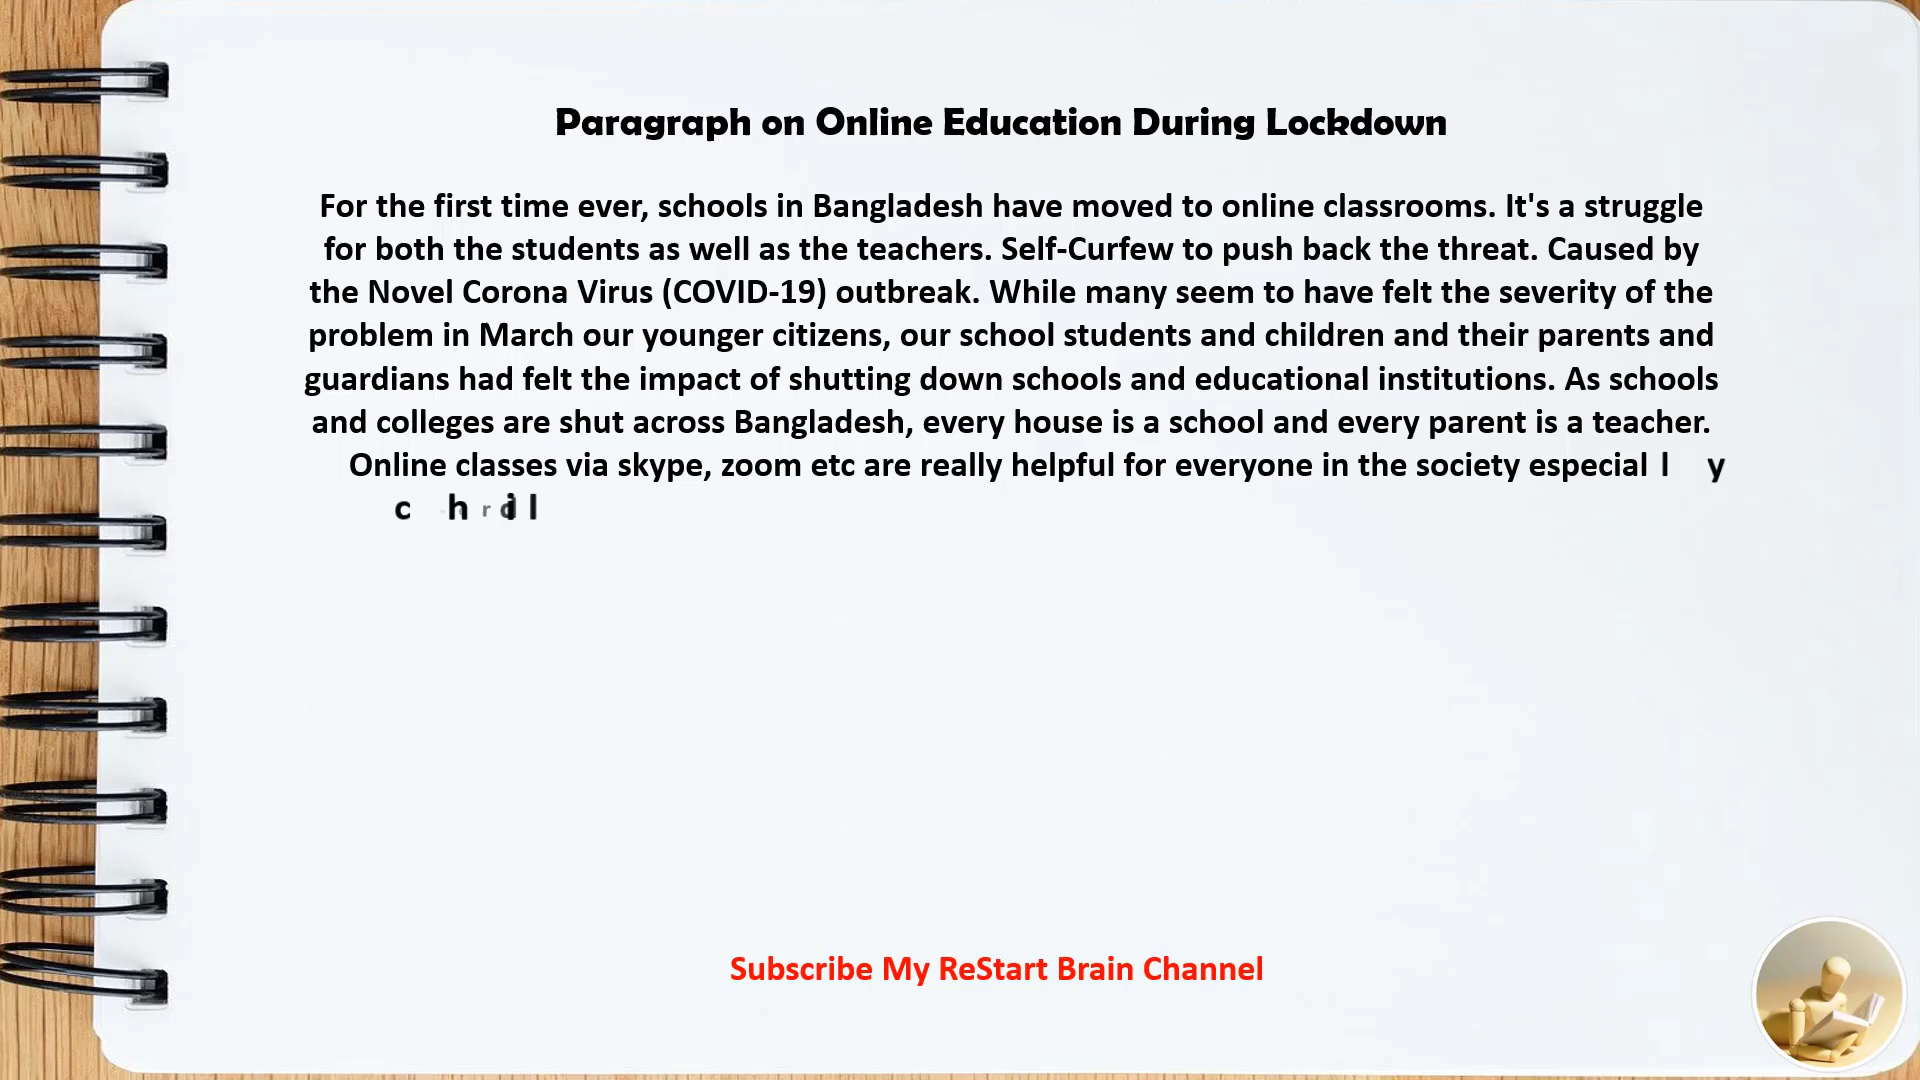 Paragraph on Online Education During Lockdown
For the first time ever, schools in Bangladesh have moved to online classrooms. It's a struggle
for both the students as well as the teachers. Self-Curfew to push back the threat. Caused by
the Novel Corona Virus (COVID-19) outbreak. While many seem to have felt the severity of the
problem in March our younger citizens, our school students and children and their parents and
guardians had felt the impact of shutting down schools and educational institutions. As schools
and colleges are shut across Bangladesh, every house is a school and every parent is a teacher.
Online classes via skype, zoom etc are really helpful for everyone in the society especially
Subscribe My ReStart Brain Channel